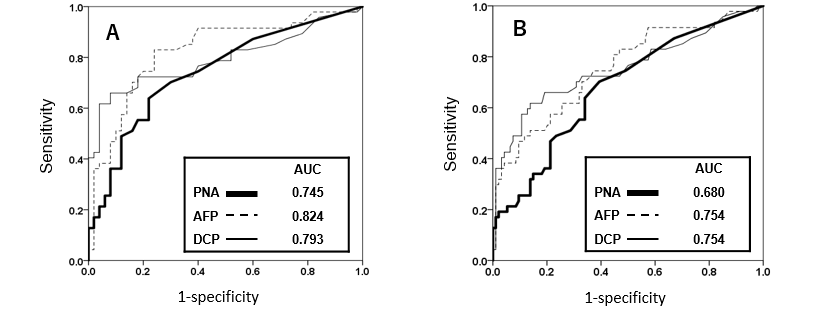 A
Sensitivity
1.0
0.8
0.6
0.4
0.2
0.0
AUC
PNA 0.745
AFP 0.824
DCP 0.793
0.0 0.2 0.4 0.6 0.8 1.0
1-specificity
B
Sensitivity
1.0
0.8
0.6
0.4
0.2
0.0
AUC
PNA 0.680
AFP 0.754
DCP 0.754
0.0 0.2 0.4 0.6 0.8 1.0
1-specificity